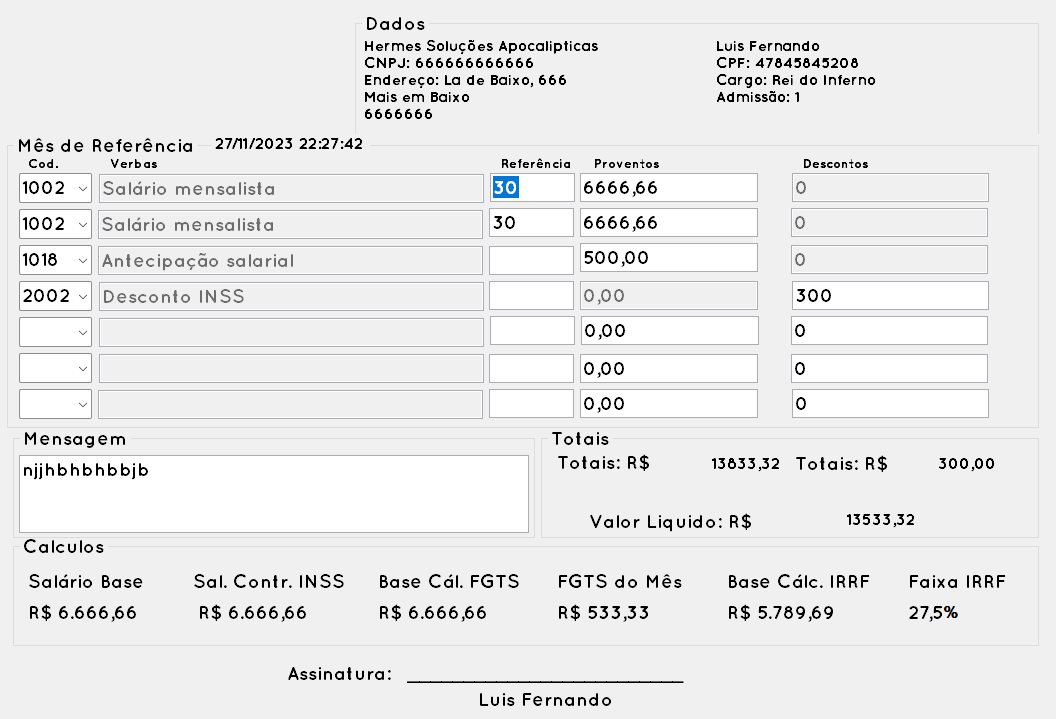 Dados
Hermes Soluções Apocalipticas
CNPJ: 666666666666
Endereço: La de Baixo, 666
Mais em Baixo
6666666
Luis Fernando
CPF: 47845845208
Cargo: Rei do Inferno
Admissão: 1
Mês de Referência 27/11/2023 22:27:42
Cod. Verbas Referência Proventos Descontos
1002 Salário mensalista 30 6666,66 0
1002 Salário mensalista 30 6666,66 0
1018 Antecipação salarial 500,00 0
2002 Desconto INSS 0,00 300
0,00 0
0,00 0
0,00 0
Mensagem
njjhbhbhbbjb
Totais
Totais: R$ 13833,32 Totais: R$ 300,00
Valor Liquido: R$ 13533,32
Calculos
Salário Base Sal. Contr. INSS Base Cál. FGTS FGTS do Mês Base Cálc. IRRF Faixa IRRF
R$ 6.666,66 R$ 6.666,66 R$ 6.666,66 R$ 533,33 R$ 5.789,69 27,5%
Assinatura: ___________________________
Luis Fernando